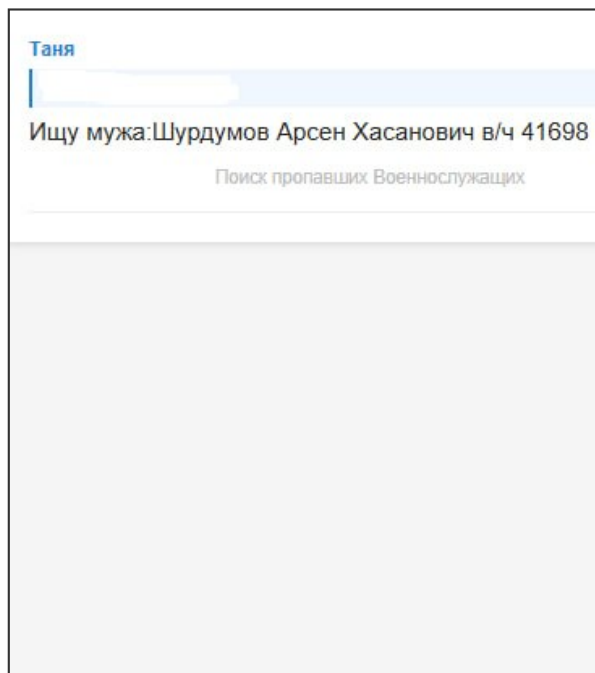 Таня
Ищу мужа:Шурдумов Арсен Хасанович в/ч 41698
Поиск пропавших Военнослужащих